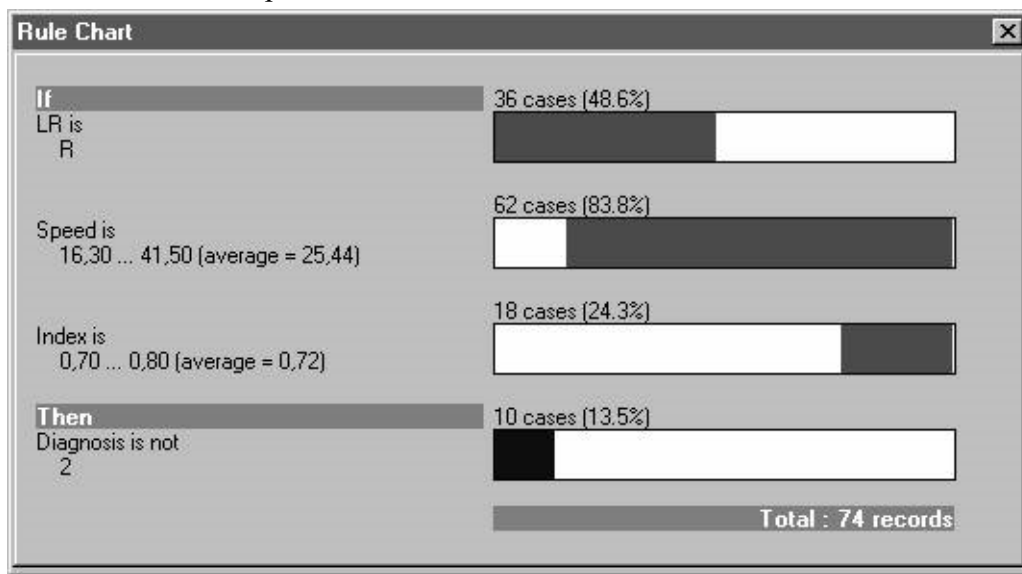 Rule Chart
If
36 cases (48.6%)
LR is
R
62 cases (83.8%)
Speed is
16,30 ... 41,50 (average = 25,44)
18 cases (24.3%)
Index is
0,70 ... 0,80 (average = 0,72)
Then
10 cases (13.5%)
Diagnosis is not
2
Total : 74 records